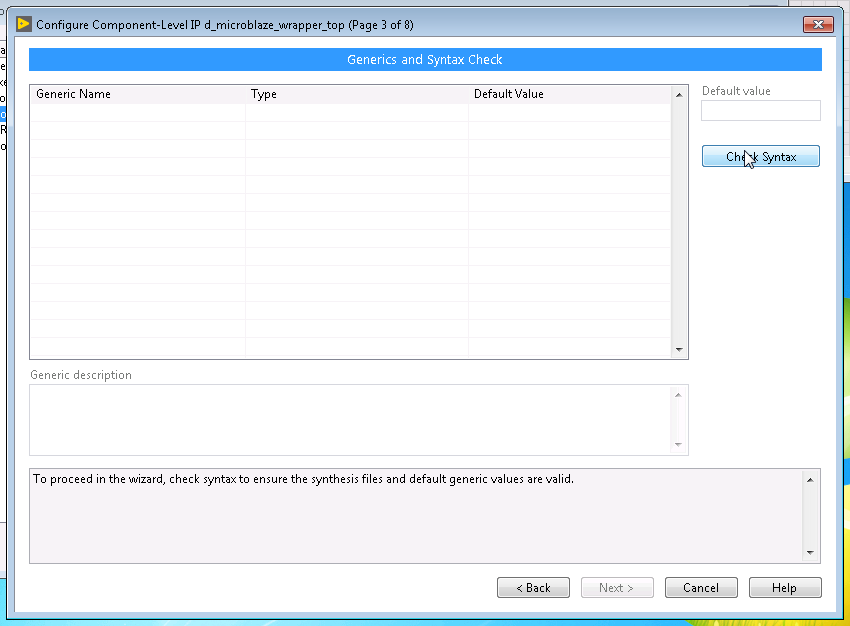 Configure Component-Level IP d_microblaze_wrapper_top (Page 3 of 8)
Generics and Syntax Check
Generic Name Type Default Value
Default value
Check Syntax
Generic description
To proceed in the wizard, check syntax to ensure the synthesis files and default generic values are valid.
< Back Next > Cancel Help